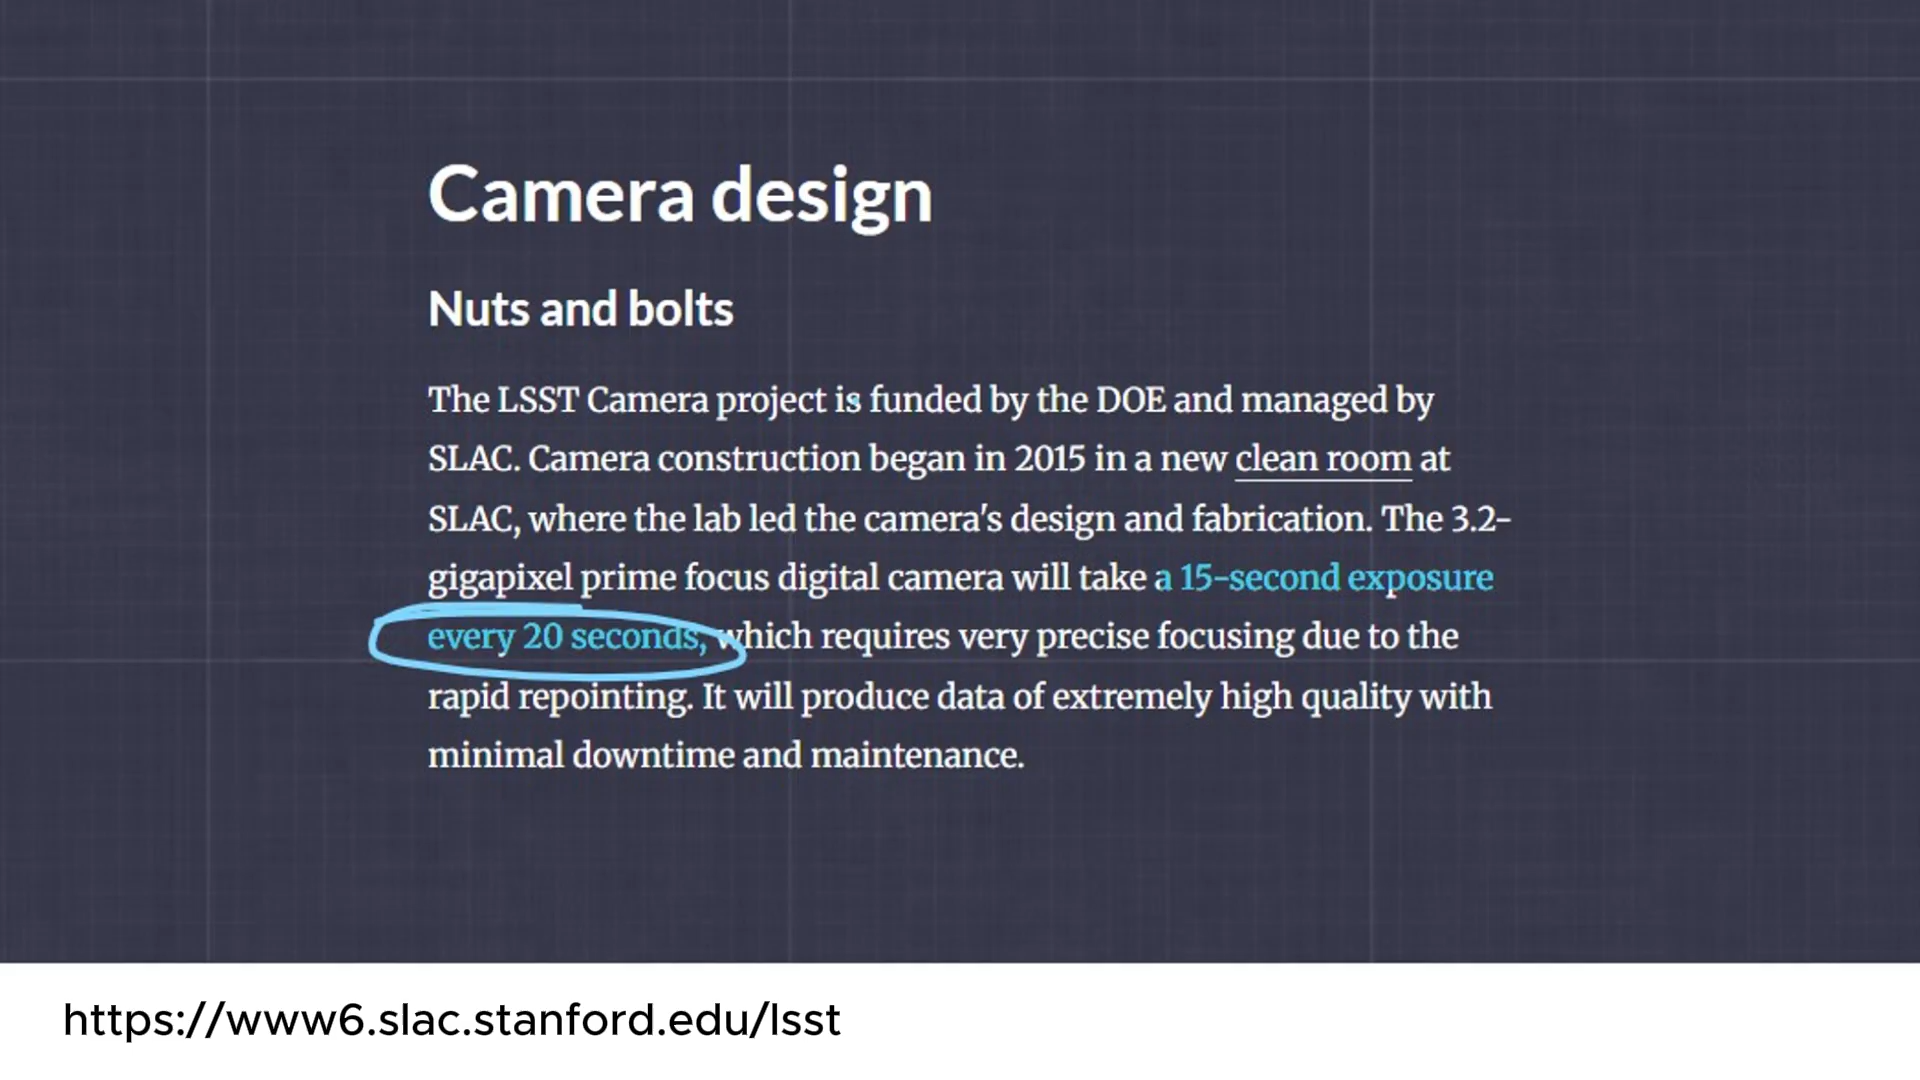 Camera design
Nuts and bolts
The LSST Camera project is funded by the DOE and managed by
SLAC. Camera construction began in 2015 in a new clean room at
SLAC, where the lab led the camera's design and fabrication. The 3.2-
gigapixel prime focus digital camera will take a 15-second exposure
every 20 seconds, which requires very precise focusing due to the
rapid repointing. It will produce data of extremely high quality with
minimal downtime and maintenance.
https://www6.slac.stanford.edu/lsst